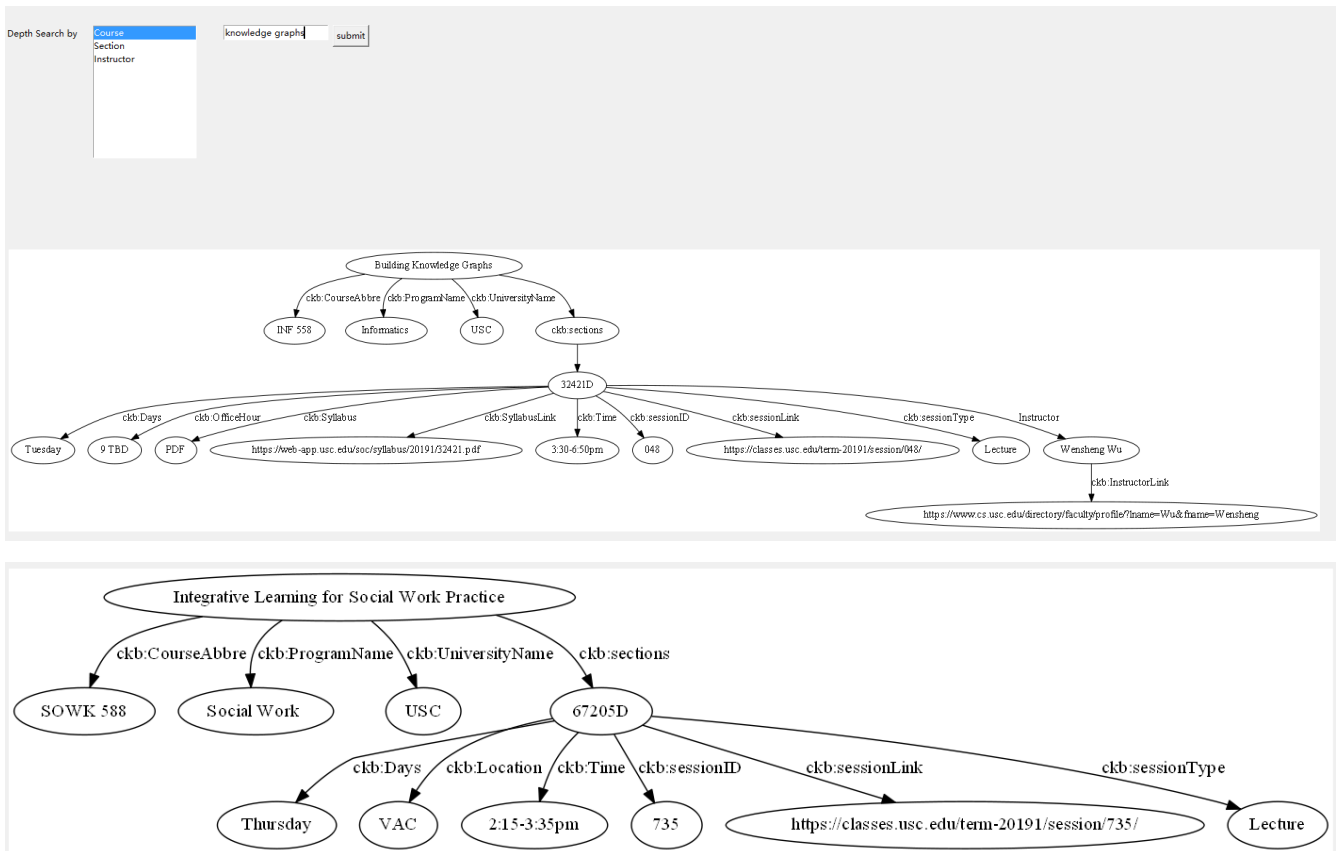 Depth Search by
Course
Section
Instructor
knowledge graphs
submit
Building Knowledge Graphs
ckb:CourseAbbre ckb:ProgramName ckb:UniversityName
INF 558 Informatics USC ckb:sections
32421D
ckb:Days ckb:OfficeHour ckb:Syllabus ckb:SyllabusLink ckb:Time ckb:sessionID ckb:sessionLink ckb:sessionType Instructor
Tuesday 9 TBD PDF https://web-app.usc.edu/soc/syllabus/20191/32421.pdf 3:30-6:50pm 048 https://classes.usc.edu/term-20191/session/048/ Lecture Wensheng Wu
ckb:InstructorLink
https://www.cs.usc.edu/directory/faculty/profile/?lname=Wu&fname=Wensheng
Integrative Learning for Social Work Practice
ckb:CourseAbbre ckb:ProgramName ckb:UniversityName ckb:sections
SOWK 588 Social Work USC 67205D
ckb:Days ckb:Location ckb:Time ckb:sessionID ckb:sessionLink ckb:sessionType
Thursday VAC 2:15-3:35pm 735 https://classes.usc.edu/term-20191/session/735/ Lecture